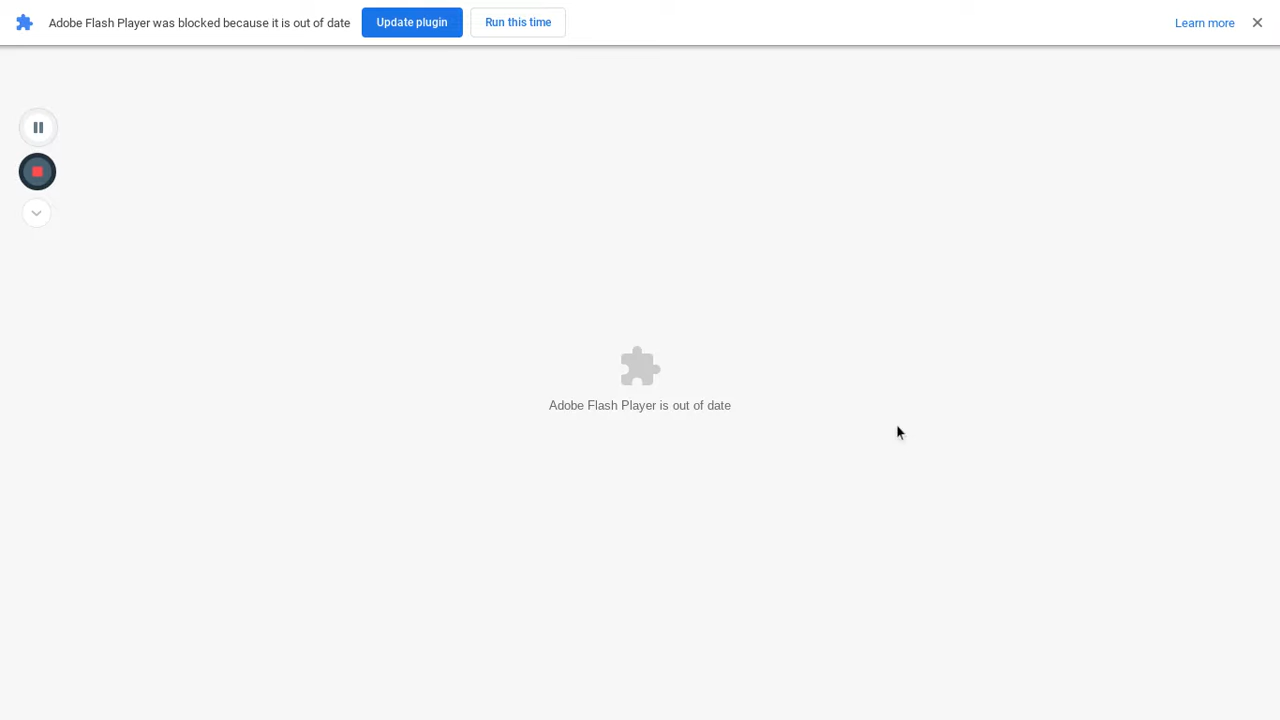 Adobe Flash Player was blocked because it is out of date
Update plugin
Run this time
Learn more
Adobe Flash Player is out of date